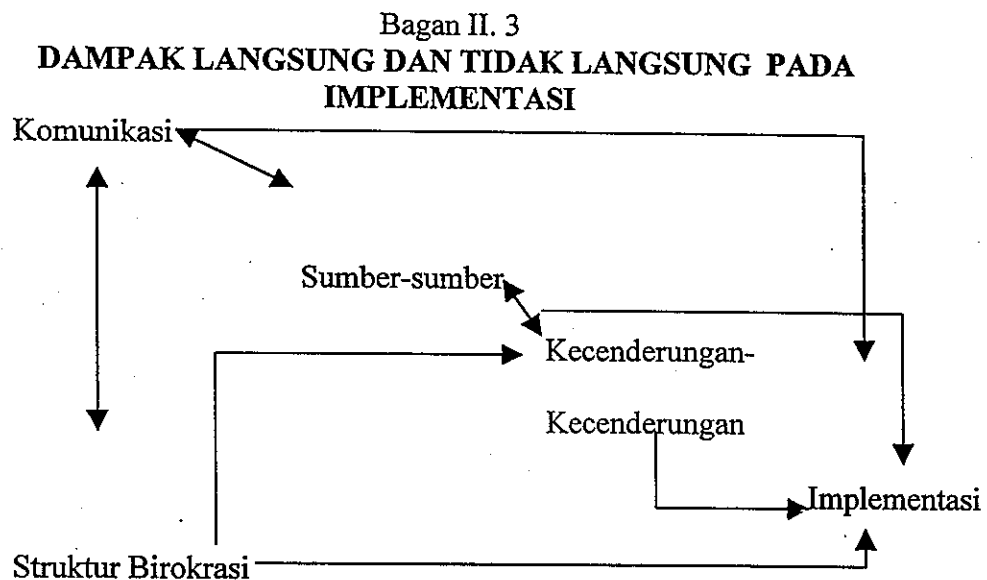 Bagan II. 3
DAMPAK LANGSUNG DAN TIDAK LANGSUNG PADA
IMPLEMENTASI
Komunikasi
Sumber-sumber
Kecenderungan-
Kecenderungan
Implementasi
Struktur Birokrasi